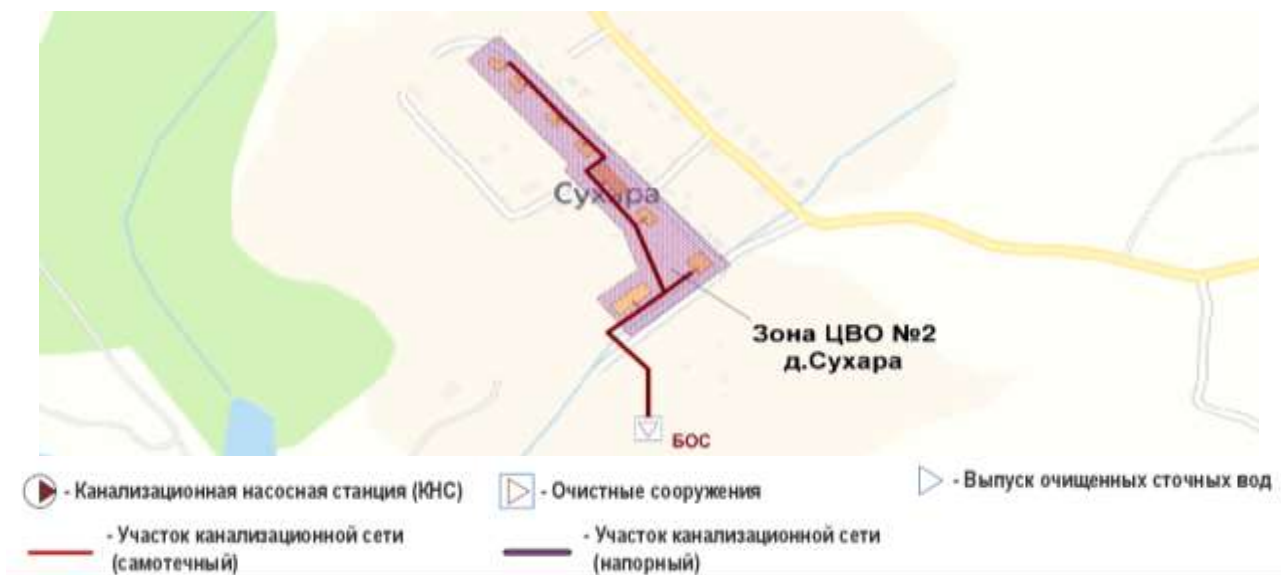 Сухара
Зона ЦВО №2
д.Сухара
БОС
- Канализационная насосная станция (КНС)
- Очистные сооружения
- Выпуск очищенных сточных вод
- Участок канализационной сети
(самотечный)
- Участок канализационной сети
(напорный)